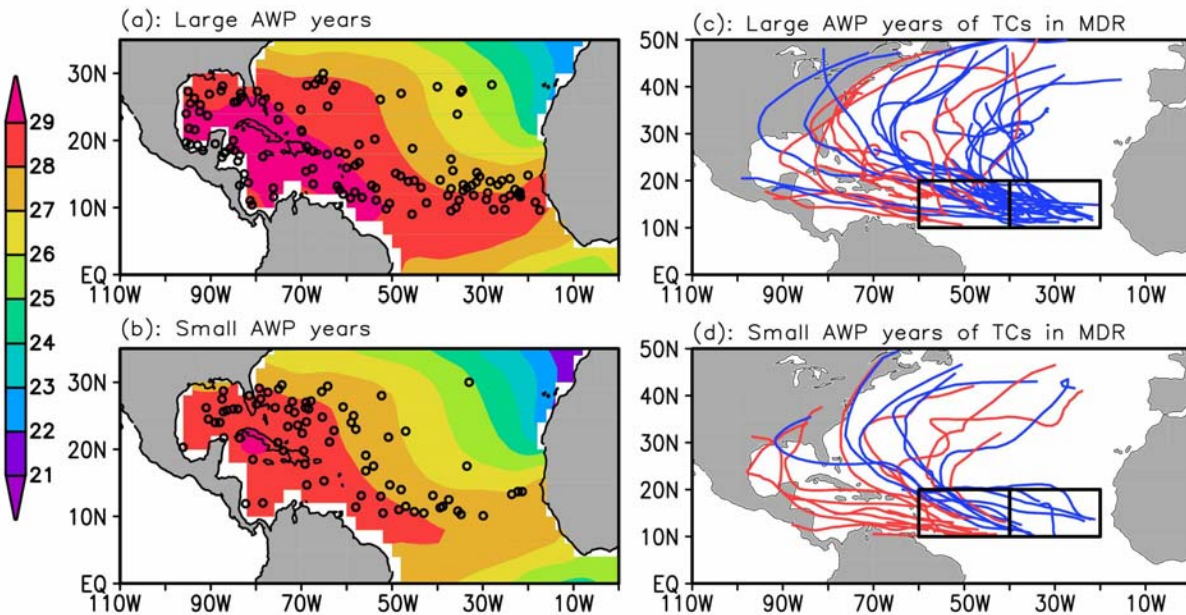 (a): Large AWP years
30N
20N
10N
EQ
110W 90W 70W 50W 30W 10W
(c): Large AWP years of TCs in MDR
50N
40N
30N
20N
10N
EQ
110W 90W 70W 50W 30W 10W
29
28
27
26
25
24
23
22
21
(b): Small AWP years
30N
20N
10N
EQ
110W 90W 70W 50W 30W 10W
(d): Small AWP years of TCs in MDR
50N
40N
30N
20N
10N
EQ
110W 90W 70W 50W 30W 10W